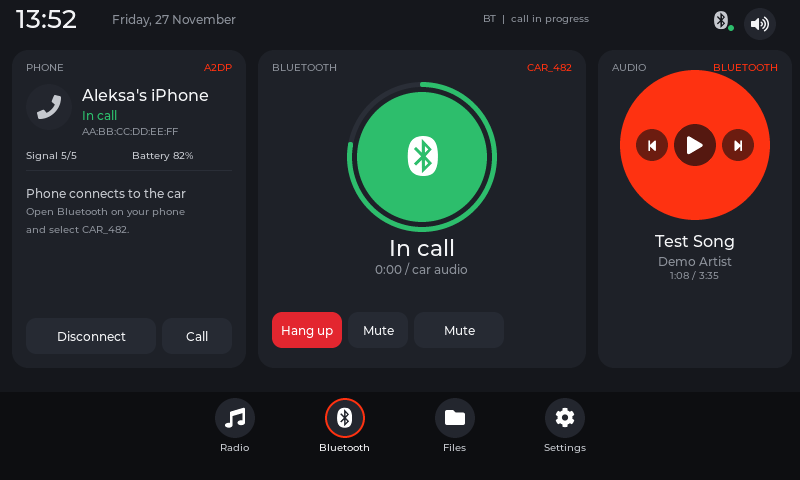 13:52
Friday, 27 November
BT | call in progress
PHONE
A2DP
Aleksa's iPhone
In call
AA:BB:CC:DD:EE:FF
Signal 5/5
Battery 82%
Phone connects to the car
Open Bluetooth on your phone
and select CAR_482.
Disconnect
Call
BLUETOOTH
CAR_482
In call
0:00 / car audio
Hang up
Mute
Mute
AUDIO
BLUETOOTH
Test Song
Demo Artist
1:08 / 3:35
Radio
Bluetooth
Files
Settings